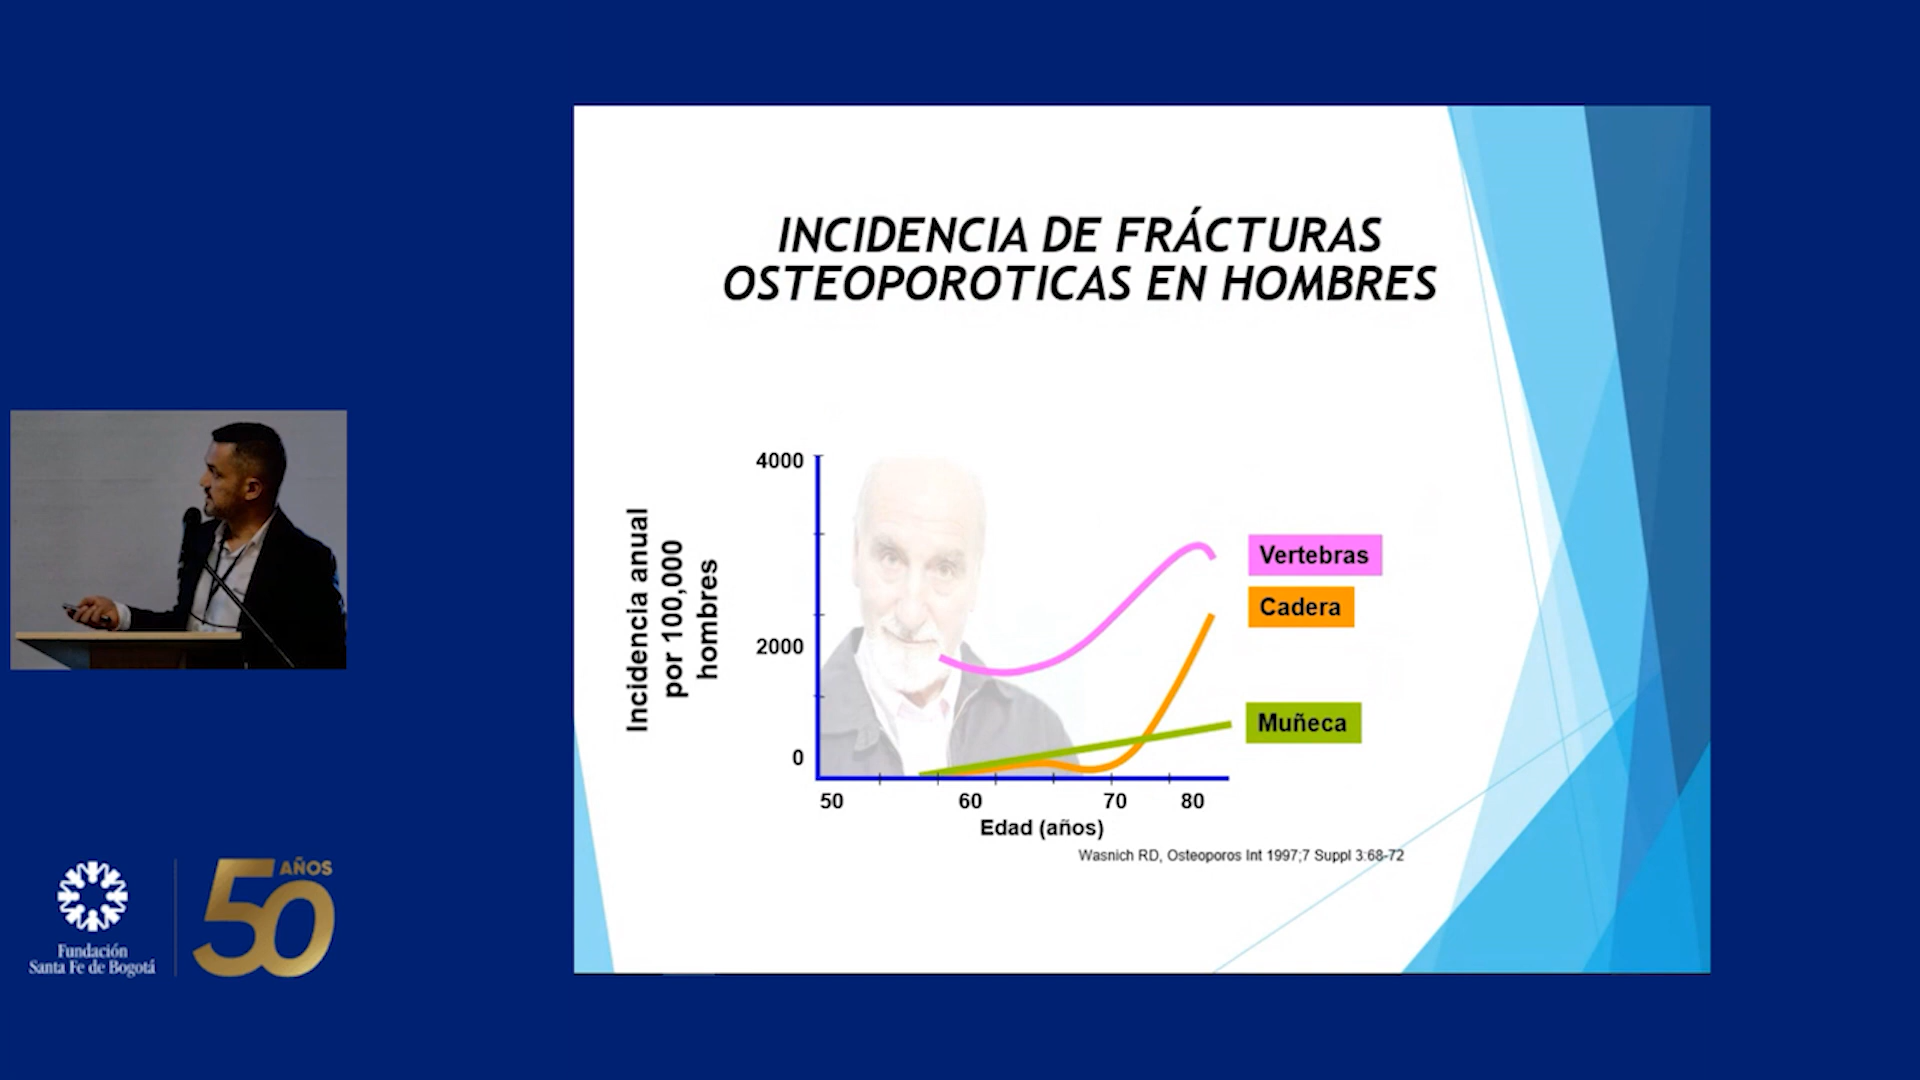 INCIDENCIA DE FRÁCTURAS
OSTEOPOROTICAS EN HOMBRES
Incidencia anual
por 100,000
hombres
4000
2000
0
50 60 70 80
Edad (años)
Vertebras
Cadera
Muñeca
Wasnich RD, Osteoporos Int 1997;7 Suppl 3:68-72
Fundación
Santa Fe de Bogotá
50 AÑOS